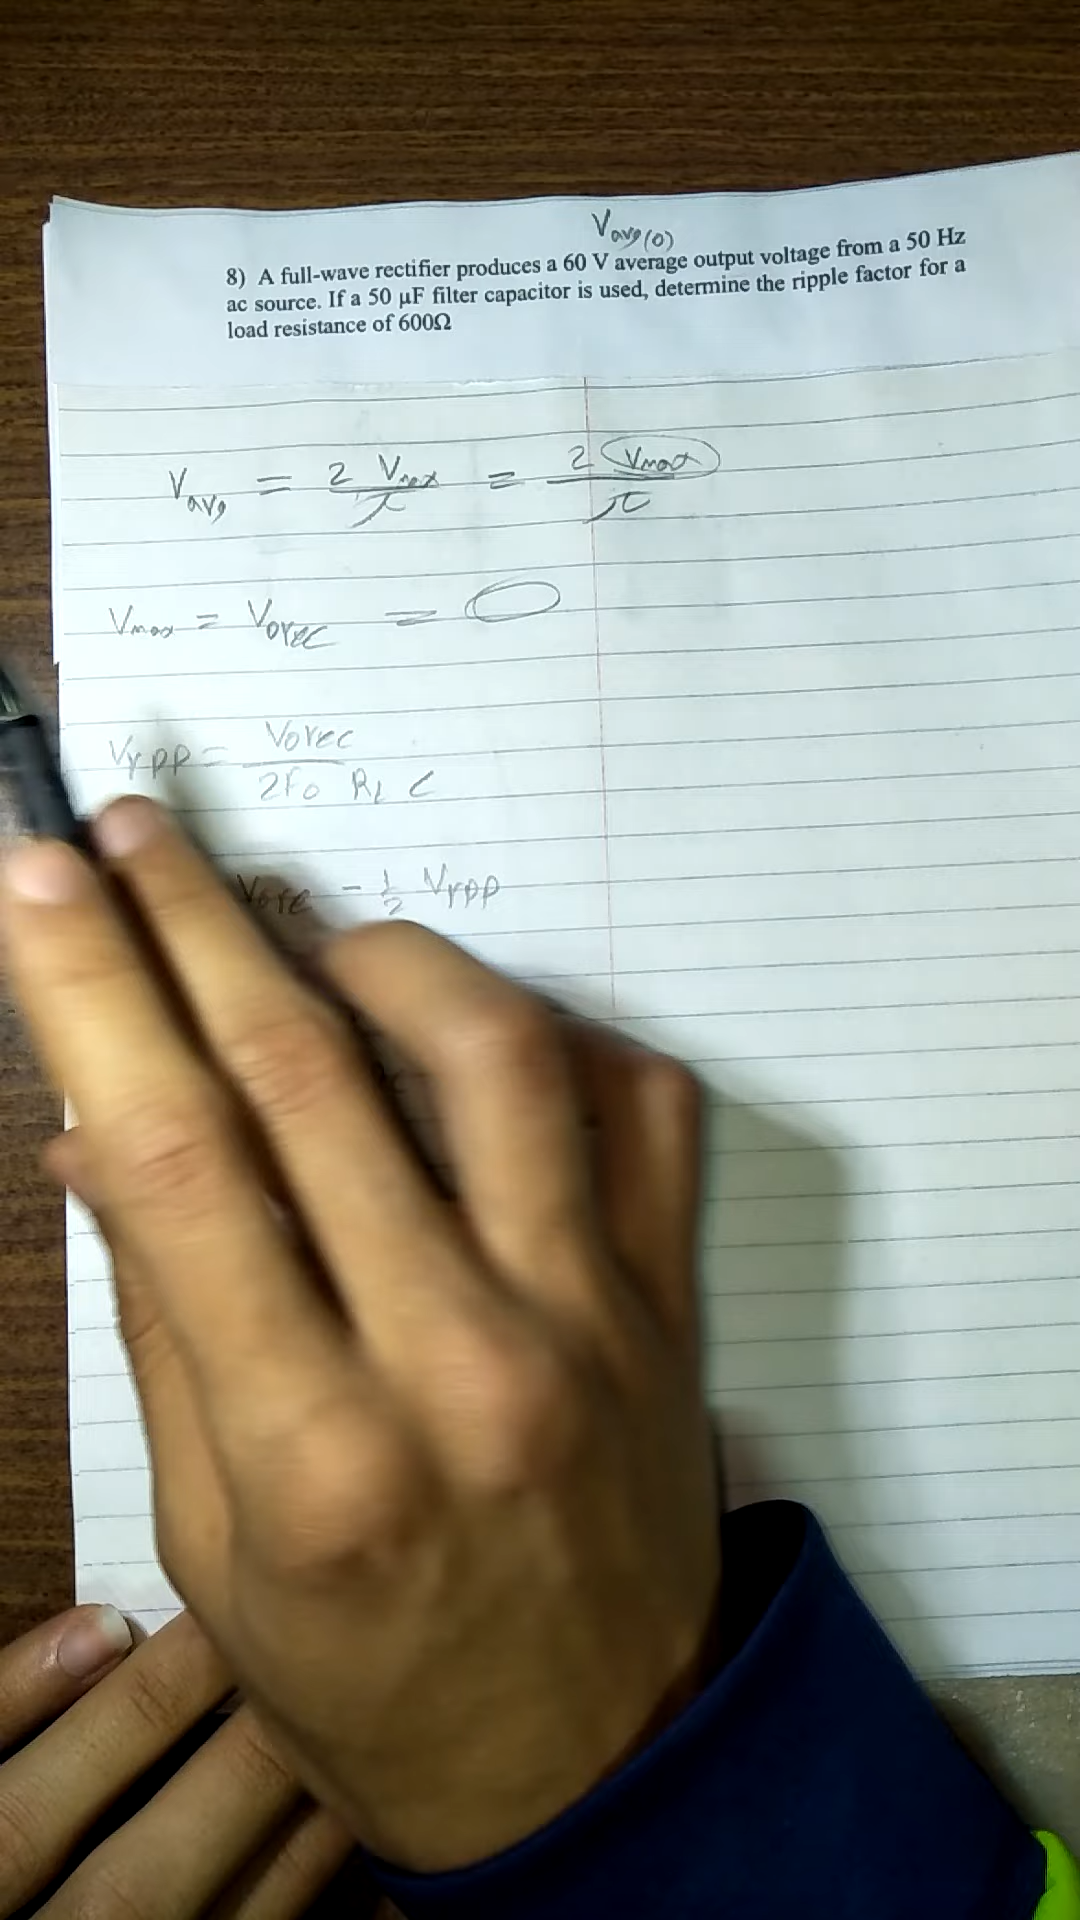 Vavg(0)
8) A full-wave rectifier produces a 60 V average output voltage from a 50 Hz
ac source. If a 50 μF filter capacitor is used, determine the ripple factor for a
load resistance of 600Ω
Vavg = 2 Vmax / π = 2 Vmax / π
Vmax = Vorec =
Vrpp = Vorec / 2Fo RL C
Vorec - 1/2 Vrpp